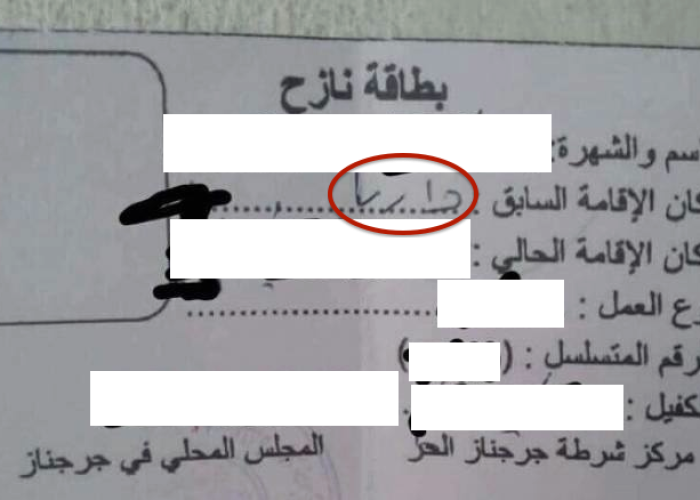 بطاقة نازح
سم والشهرة:
كان الإقامة السابق : داريا
كان الإقامة الحالي :
وع العمل :
رقم المتسلسل : ( )
كفيل :
مركز شرطة جرجناز الحر المجلس المحلي في جرجناز